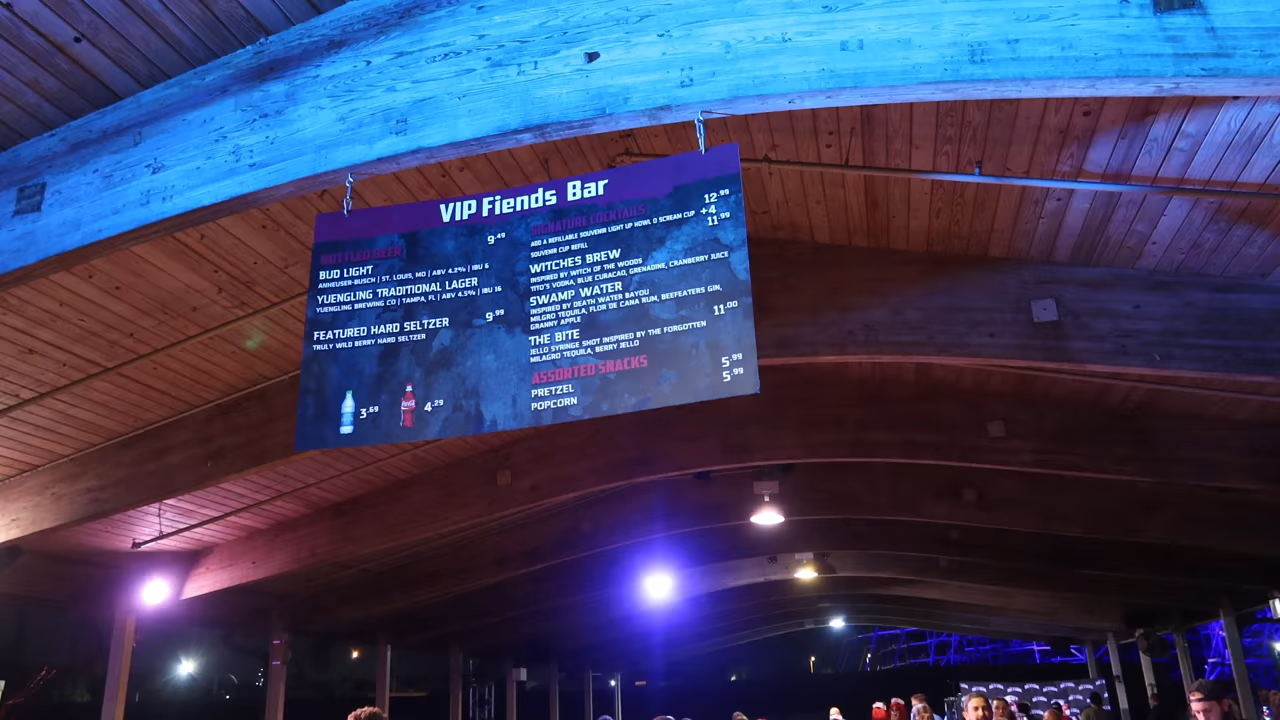 VIP Fiends Bar
BOTTLED BEER 9.49
BUD LIGHT
ANHEUSER-BUSCH | ST. LOUIS, MO | ABV 4.2% | IBU 6
YUENGLING TRADITIONAL LAGER
YUENGLING BREWING CO | TAMPA, FL | ABV 4.5% | IBU 16
FEATURED HARD SELTZER 9.99
TRULY WILD BERRY HARD SELTZER
3.69
4.29
SIGNATURE COCKTAILS 12.99
ADD A REFILLABLE SOUVENIR LIGHT UP HOWL O SCREAM CUP +4
SOUVENIR CUP REFILL 11.99
WITCHES BREW
INSPIRED BY WITCH OF THE WOODS
TITO'S VODKA, BLUE CURACAO, GRENADINE, CRANBERRY JUICE
SWAMP WATER
INSPIRED BY DEATH WATER BAYOU
MILGRO TEQUILA, FLOR DE CANA RUM, BEEFEATERS GIN,
GRANNY APPLE
THE BITE 11.00
JELLO SYRINGE SHOT INSPIRED BY THE FORGOTTEN
MILAGRO TEQUILA, BERRY JELLO
ASSORTED SNACKS
PRETZEL 5.99
POPCORN 5.99